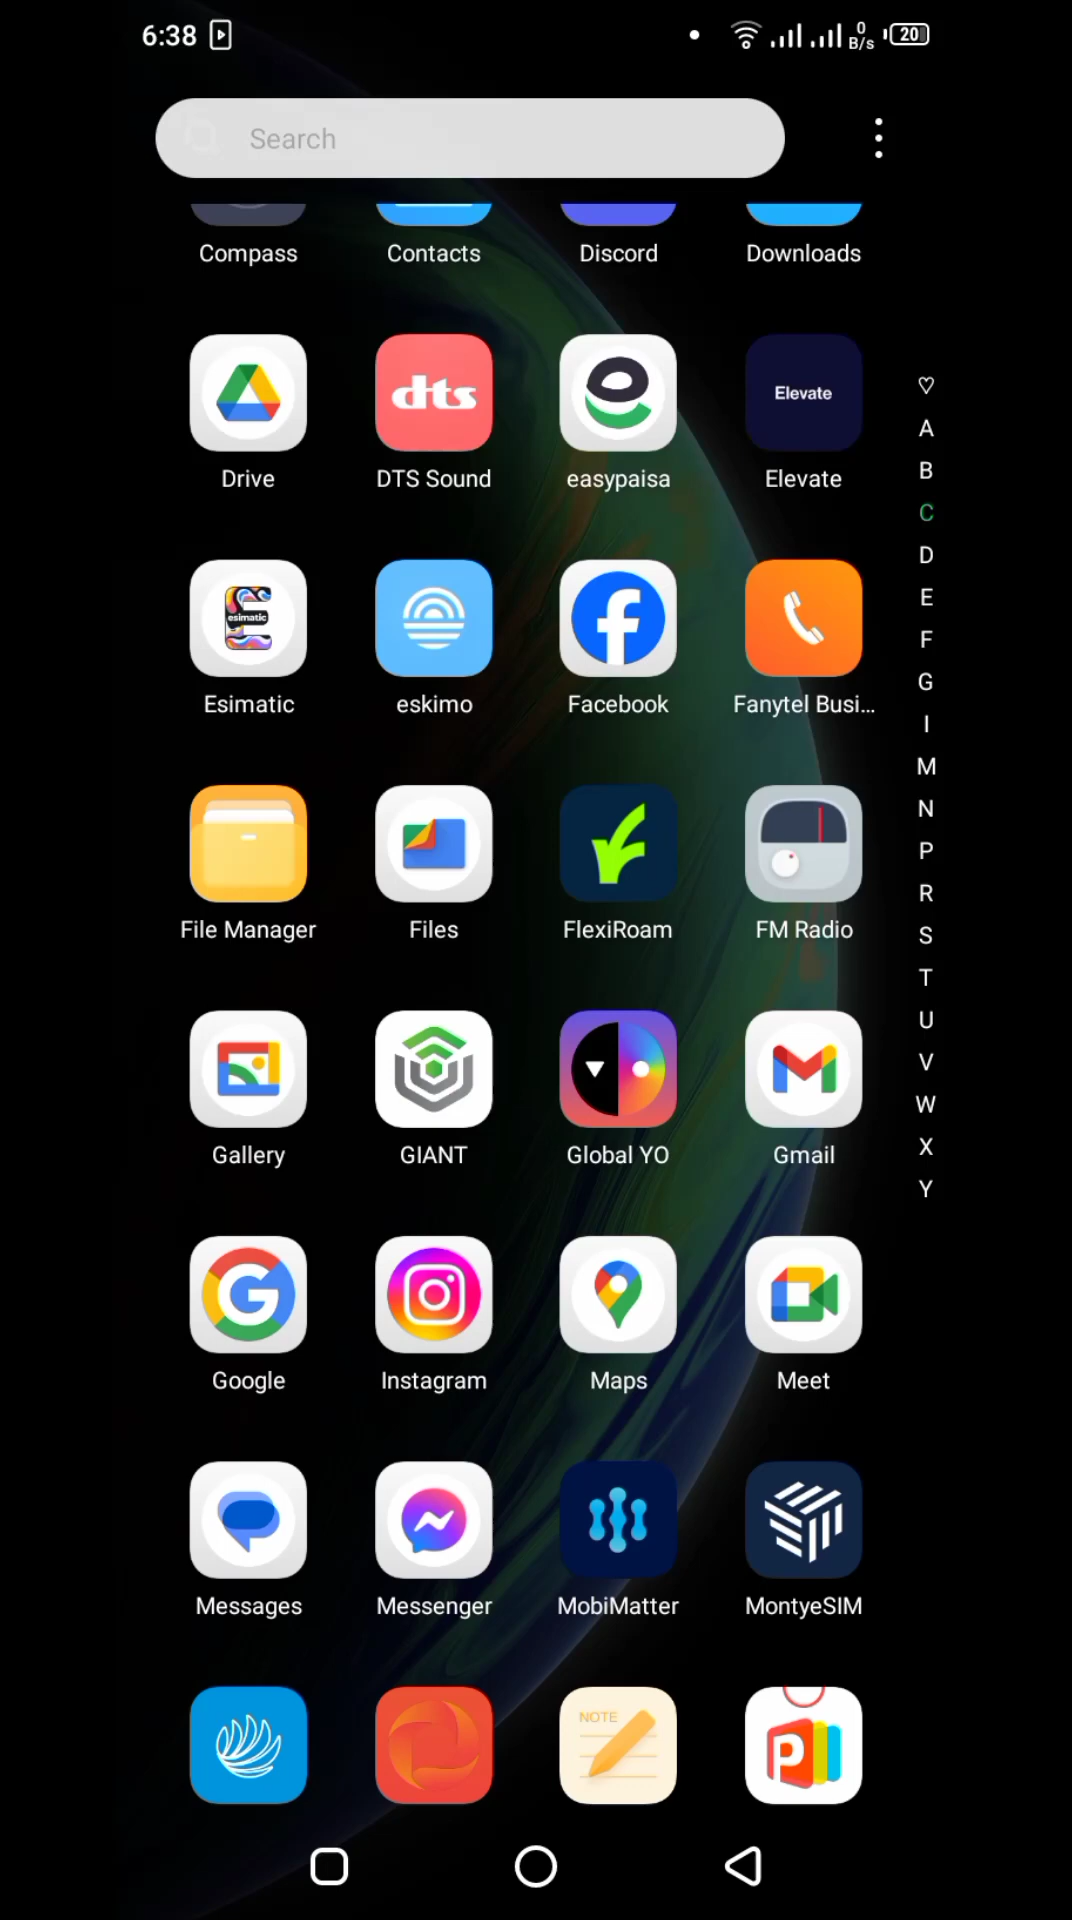 6:38
0
B/s
20
Search
Compass Contacts Discord Downloads
dts
Elevate
Drive DTS Sound easypaisa Elevate
esimatic
Esimatic eskimo Facebook Fanytel Busi...
File Manager Files FlexiRoam FM Radio
Gallery GIANT Global YO Gmail
Google Instagram Maps Meet
Messages Messenger MobiMatter MontyeSIM
NOTE
P
A
B
C
D
E
F
G
I
M
N
P
R
S
T
U
V
W
X
Y